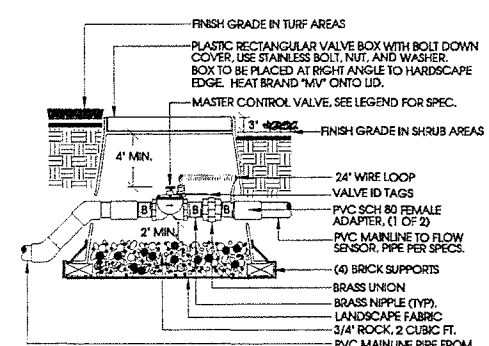 FINISH GRADE IN TURF AREAS
PLASTIC RECTANGULAR VALVE BOX WITH BOLT DOWN
COVER, USE STAINLESS BOLT, NUT, AND WASHER.
BOX TO BE PLACED AT RIGHT ANGLE TO HARDSCAPE
EDGE. HEAT BRAND "MV" ONTO LID.
MASTER CONTROL VALVE, SEE LEGEND FOR SPEC.
3"
FINISH GRADE IN SHRUB AREAS
4" MIN.
24" WIRE LOOP
VALVE ID TAGS
PVC SCH 80 FEMALE
ADAPTER, (1 OF 2)
B
B
B
2" MIN.
PVC MAINLINE TO FLOW
SENSOR, PIPE PER SPECS.
(4) BRICK SUPPORTS
BRASS UNION
BRASS NIPPLE (TYP).
LANDSCAPE FABRIC
3/4" ROCK, 2 CUBIC FT.
PVC MAINLINE PIPE FROM